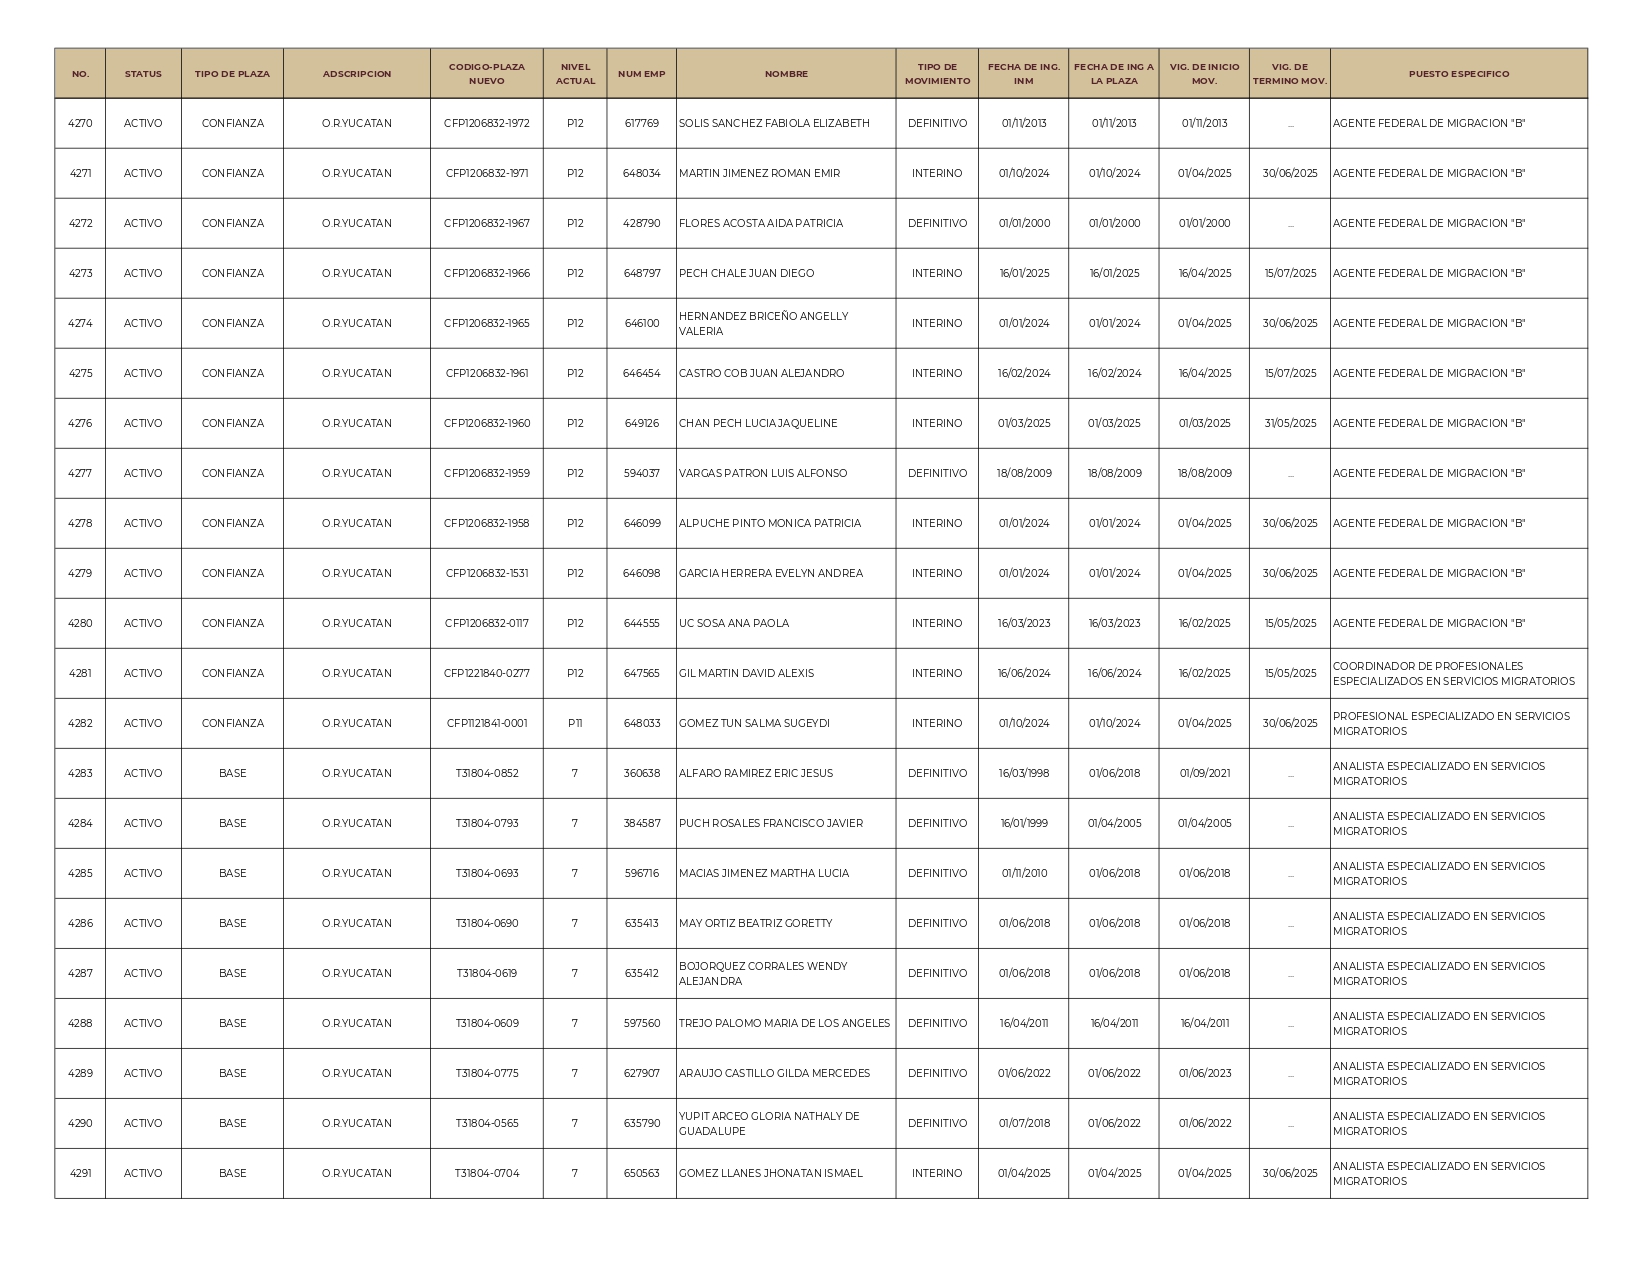 NO. STATUS TIPO DE PLAZA ADSCRIPCION CODIGO-PLAZA NUEVO NIVEL ACTUAL NUM EMP NOMBRE TIPO DE MOVIMIENTO FECHA DE ING. INM FECHA DE ING A LA PLAZA VIG. DE INICIO MOV. VIG. DE TERMINO MOV. PUESTO ESPECIFICO
4270 ACTIVO CONFIANZA O.R.YUCATAN CFP1206832-1972 P12 617769 SOLIS SANCHEZ FABIOLA ELIZABETH DEFINITIVO 01/11/2013 01/11/2013 01/11/2013 ... AGENTE FEDERAL DE MIGRACION "B"
4271 ACTIVO CONFIANZA O.R.YUCATAN CFP1206832-1971 P12 648034 MARTIN JIMENEZ ROMAN EMIR INTERINO 01/10/2024 01/10/2024 01/04/2025 30/06/2025 AGENTE FEDERAL DE MIGRACION "B"
4272 ACTIVO CONFIANZA O.R.YUCATAN CFP1206832-1967 P12 428790 FLORES ACOSTA AIDA PATRICIA DEFINITIVO 01/01/2000 01/01/2000 01/01/2000 ... AGENTE FEDERAL DE MIGRACION "B"
4273 ACTIVO CONFIANZA O.R.YUCATAN CFP1206832-1966 P12 648797 PECH CHALE JUAN DIEGO INTERINO 16/01/2025 16/01/2025 16/04/2025 15/07/2025 AGENTE FEDERAL DE MIGRACION "B"
4274 ACTIVO CONFIANZA O.R.YUCATAN CFP1206832-1965 P12 646100 HERNANDEZ BRICEÑO ANGELLY VALERIA INTERINO 01/01/2024 01/01/2024 01/04/2025 30/06/2025 AGENTE FEDERAL DE MIGRACION "B"
4275 ACTIVO CONFIANZA O.R.YUCATAN CFP1206832-1961 P12 646454 CASTRO COB JUAN ALEJANDRO INTERINO 16/02/2024 16/02/2024 16/04/2025 15/07/2025 AGENTE FEDERAL DE MIGRACION "B"
4276 ACTIVO CONFIANZA O.R.YUCATAN CFP1206832-1960 P12 649126 CHAN PECH LUCIA JAQUELINE INTERINO 01/03/2025 01/03/2025 01/03/2025 31/05/2025 AGENTE FEDERAL DE MIGRACION "B"
4277 ACTIVO CONFIANZA O.R.YUCATAN CFP1206832-1959 P12 594037 VARGAS PATRON LUIS ALFONSO DEFINITIVO 18/08/2009 18/08/2009 18/08/2009 ... AGENTE FEDERAL DE MIGRACION "B"
4278 ACTIVO CONFIANZA O.R.YUCATAN CFP1206832-1958 P12 646099 ALPUCHE PINTO MONICA PATRICIA INTERINO 01/01/2024 01/01/2024 01/04/2025 30/06/2025 AGENTE FEDERAL DE MIGRACION "B"
4279 ACTIVO CONFIANZA O.R.YUCATAN CFP1206832-1531 P12 646098 GARCIA HERRERA EVELYN ANDREA INTERINO 01/01/2024 01/01/2024 01/04/2025 30/06/2025 AGENTE FEDERAL DE MIGRACION "B"
4280 ACTIVO CONFIANZA O.R.YUCATAN CFP1206832-0117 P12 644555 UC SOSA ANA PAOLA INTERINO 16/03/2023 16/03/2023 16/02/2025 15/05/2025 AGENTE FEDERAL DE MIGRACION "B"
4281 ACTIVO CONFIANZA O.R.YUCATAN CFP1221840-0277 P12 647565 GIL MARTIN DAVID ALEXIS INTERINO 16/06/2024 16/06/2024 16/02/2025 15/05/2025 COORDINADOR DE PROFESIONALES ESPECIALIZADOS EN SERVICIOS MIGRATORIOS
4282 ACTIVO CONFIANZA O.R.YUCATAN CFP1121841-0001 P11 648033 GOMEZ TUN SALMA SUGEYDI INTERINO 01/10/2024 01/10/2024 01/04/2025 30/06/2025 PROFESIONAL ESPECIALIZADO EN SERVICIOS MIGRATORIOS
4283 ACTIVO BASE O.R.YUCATAN T31804-0852 7 360638 ALFARO RAMIREZ ERIC JESUS DEFINITIVO 16/03/1998 01/06/2018 01/09/2021 ... ANALISTA ESPECIALIZADO EN SERVICIOS MIGRATORIOS
4284 ACTIVO BASE O.R.YUCATAN T31804-0793 7 384587 PUCH ROSALES FRANCISCO JAVIER DEFINITIVO 16/01/1999 01/04/2005 01/04/2005 ... ANALISTA ESPECIALIZADO EN SERVICIOS MIGRATORIOS
4285 ACTIVO BASE O.R.YUCATAN T31804-0693 7 596716 MACIAS JIMENEZ MARTHA LUCIA DEFINITIVO 01/11/2010 01/06/2018 01/06/2018 ... ANALISTA ESPECIALIZADO EN SERVICIOS MIGRATORIOS
4286 ACTIVO BASE O.R.YUCATAN T31804-0690 7 635413 MAY ORTIZ BEATRIZ GORETTY DEFINITIVO 01/06/2018 01/06/2018 01/06/2018 ... ANALISTA ESPECIALIZADO EN SERVICIOS MIGRATORIOS
4287 ACTIVO BASE O.R.YUCATAN T31804-0619 7 635412 BOJORQUEZ CORRALES WENDY ALEJANDRA DEFINITIVO 01/06/2018 01/06/2018 01/06/2018 ... ANALISTA ESPECIALIZADO EN SERVICIOS MIGRATORIOS
4288 ACTIVO BASE O.R.YUCATAN T31804-0609 7 597560 TREJO PALOMO MARIA DE LOS ANGELES DEFINITIVO 16/04/2011 16/04/2011 16/04/2011 ... ANALISTA ESPECIALIZADO EN SERVICIOS MIGRATORIOS
4289 ACTIVO BASE O.R.YUCATAN T31804-0775 7 627907 ARAUJO CASTILLO GILDA MERCEDES DEFINITIVO 01/06/2022 01/06/2022 01/06/2023 ... ANALISTA ESPECIALIZADO EN SERVICIOS MIGRATORIOS
4290 ACTIVO BASE O.R.YUCATAN T31804-0565 7 635790 YUPIT ARCEO GLORIA NATHALY DE GUADALUPE DEFINITIVO 01/07/2018 01/06/2022 01/06/2022 ... ANALISTA ESPECIALIZADO EN SERVICIOS MIGRATORIOS
4291 ACTIVO BASE O.R.YUCATAN T31804-0704 7 650563 GOMEZ LLANES JHONATAN ISMAEL INTERINO 01/04/2025 01/04/2025 01/04/2025 30/06/2025 ANALISTA ESPECIALIZADO EN SERVICIOS MIGRATORIOS